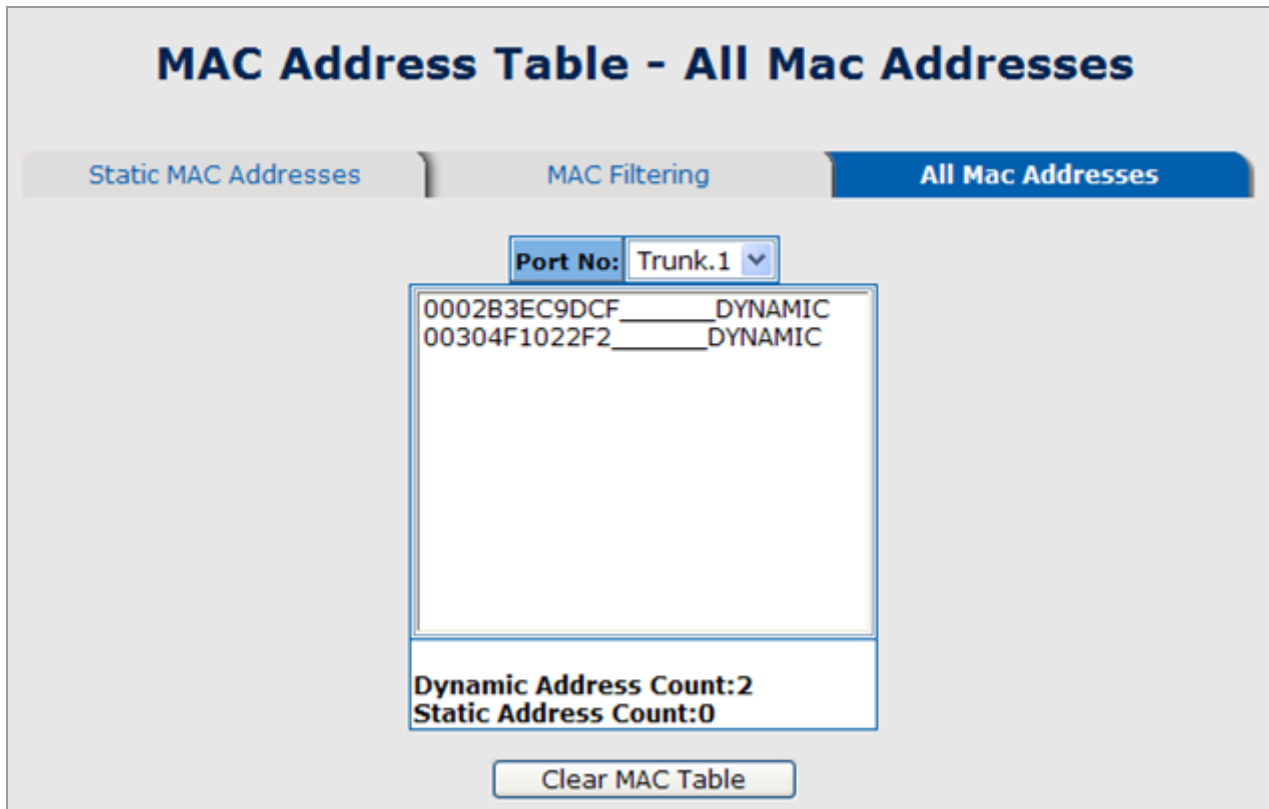 MAC Address Table - All Mac Addresses
Static MAC Addresses
MAC Filtering
All Mac Addresses
Port No: Trunk.1
0002B3EC9DCF_______DYNAMIC
00304F1022F2_______DYNAMIC
Dynamic Address Count:2
Static Address Count:0
Clear MAC Table